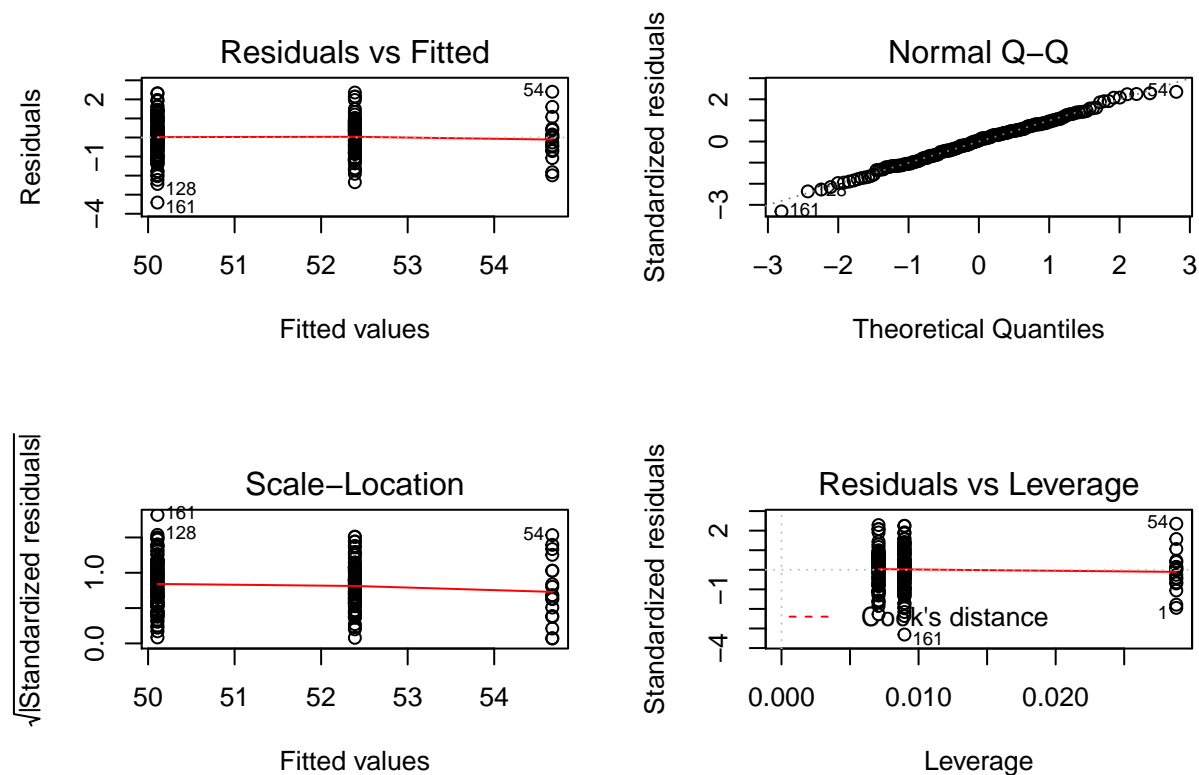 Residuals vs Fitted
Residuals
2
−1
−4
54
128
161
50 51 52 53 54
Fitted values
Normal Q−Q
Standardized residuals
2
0
−3
54
161
−3 −2 −1 0 1 2 3
Theoretical Quantiles
Scale−Location
√|Standardized residuals|
1.0
0.0
161
128
54
50 51 52 53 54
Fitted values
Residuals vs Leverage
Standardized residuals
2
−1
−4
54
1
Cook's distance
161
0.000 0.010 0.020
Leverage